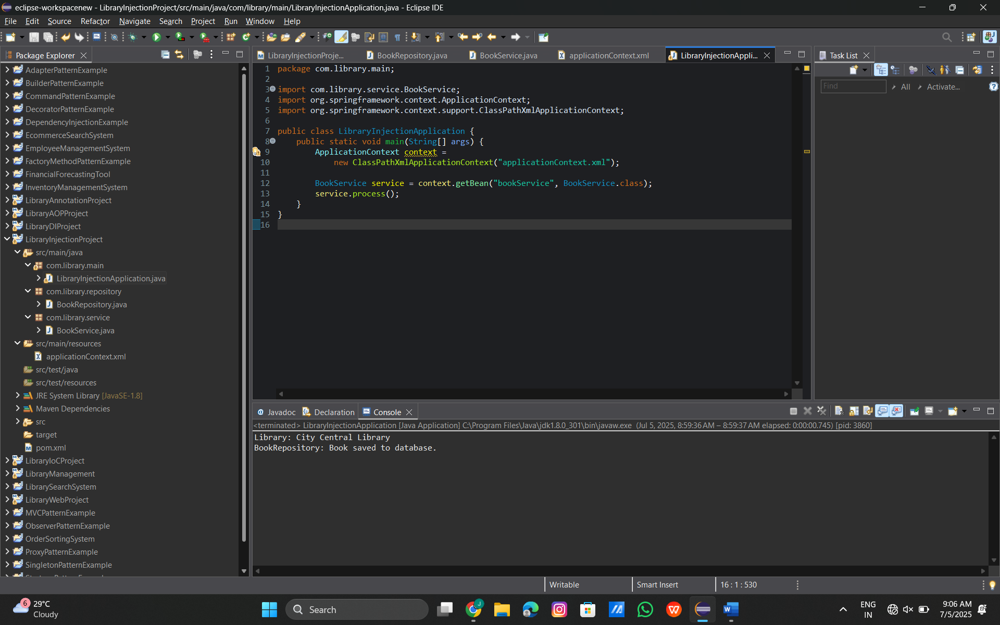 eclipse-workspacenew - LibraryInjectionProject/src/main/java/com/library/main/LibraryInjectionApplication.java - Eclipse IDE
File Edit Source Refactor Navigate Search Project Run Window Help
Package Explorer
AdapterPatternExample
BuilderPatternExample
CommandPatternExample
DecoratorPatternExample
DependencyInjectionExample
EcommerceSearchSystem
EmployeeManagementSystem
FactoryMethodPatternExample
FinancialForecastingTool
InventoryManagementSystem
LibraryAnnotationProject
LibraryAOPProject
LibraryDIProject
LibraryInjectionProject
src/main/java
com.library.main
LibraryInjectionApplication.java
com.library.repository
BookRepository.java
com.library.service
BookService.java
src/main/resources
applicationContext.xml
src/test/java
src/test/resources
JRE System Library [JavaSE-1.8]
Maven Dependencies
src
target
pom.xml
LibraryIoCProject
LibraryManagement
LibrarySearchSystem
LibraryWebProject
MVCPatternExample
ObserverPatternExample
OrderSortingSystem
ProxyPatternExample
SingletonPatternExample
LibraryInjectionProje... BookRepository.java BookService.java applicationContext.xml LibraryInjectionAppli...
1 package com.library.main;
2
3 import com.library.service.BookService;
4 import org.springframework.context.ApplicationContext;
5 import org.springframework.context.support.ClassPathXmlApplicationContext;
6
7 public class LibraryInjectionApplication {
8 public static void main(String[] args) {
9 ApplicationContext context =
10 new ClassPathXmlApplicationContext("applicationContext.xml");
11
12 BookService service = context.getBean("bookService", BookService.class);
13 service.process();
14 }
15 }
16
Task List
Find All Activate...
Javadoc Declaration Console
<terminated> LibraryInjectionApplication [Java Application] C:\Program Files\Java\jdk1.8.0_301\bin\javaw.exe (Jul 5, 2025, 8:59:36 AM – 8:59:37 AM elapsed: 0:00:00.745) [pid: 3860]
Library: City Central Library
BookRepository: Book saved to database.
Writable Smart Insert 16 : 1 : 530
6
29°C
Cloudy
Search
J
ENG
IN
9:06 AM
7/5/2025